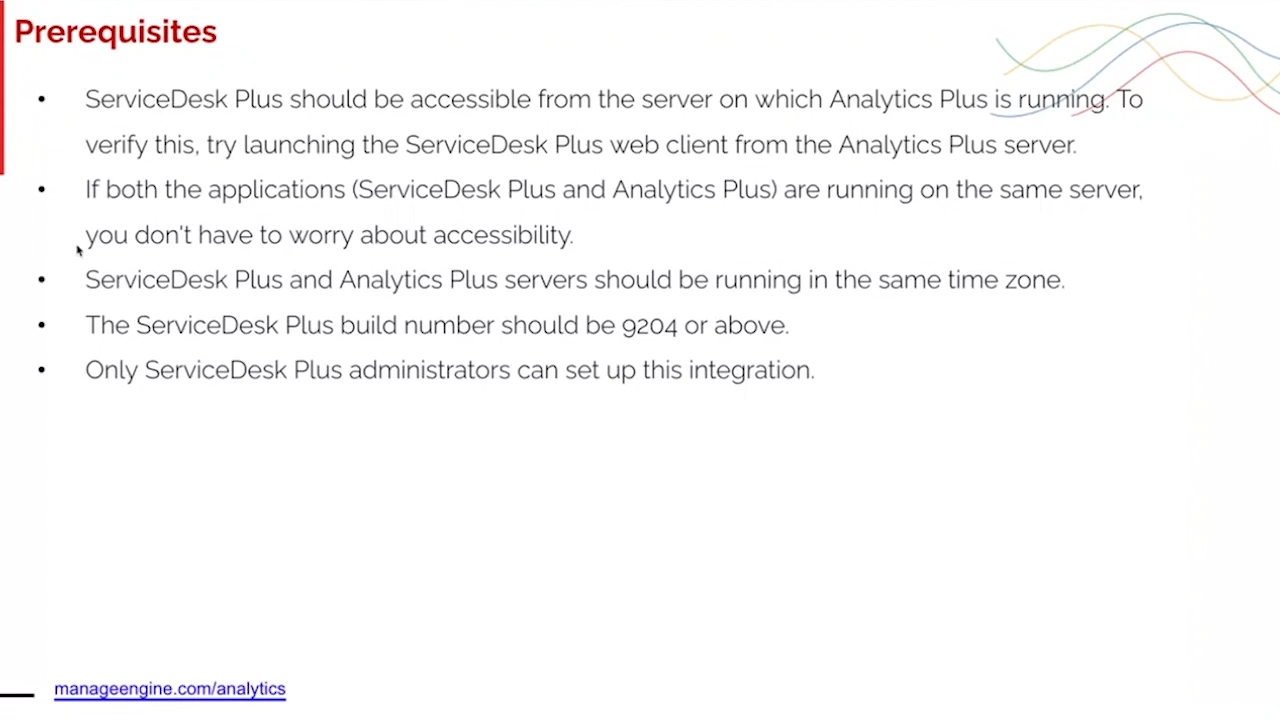 Prerequisites
• ServiceDesk Plus should be accessible from the server on which Analytics Plus is running. To
verify this, try launching the ServiceDesk Plus web client from the Analytics Plus server.
• If both the applications (ServiceDesk Plus and Analytics Plus) are running on the same server,
you don't have to worry about accessibility.
• ServiceDesk Plus and Analytics Plus servers should be running in the same time zone.
• The ServiceDesk Plus build number should be 9204 or above.
• Only ServiceDesk Plus administrators can set up this integration.
manageengine.com/analytics